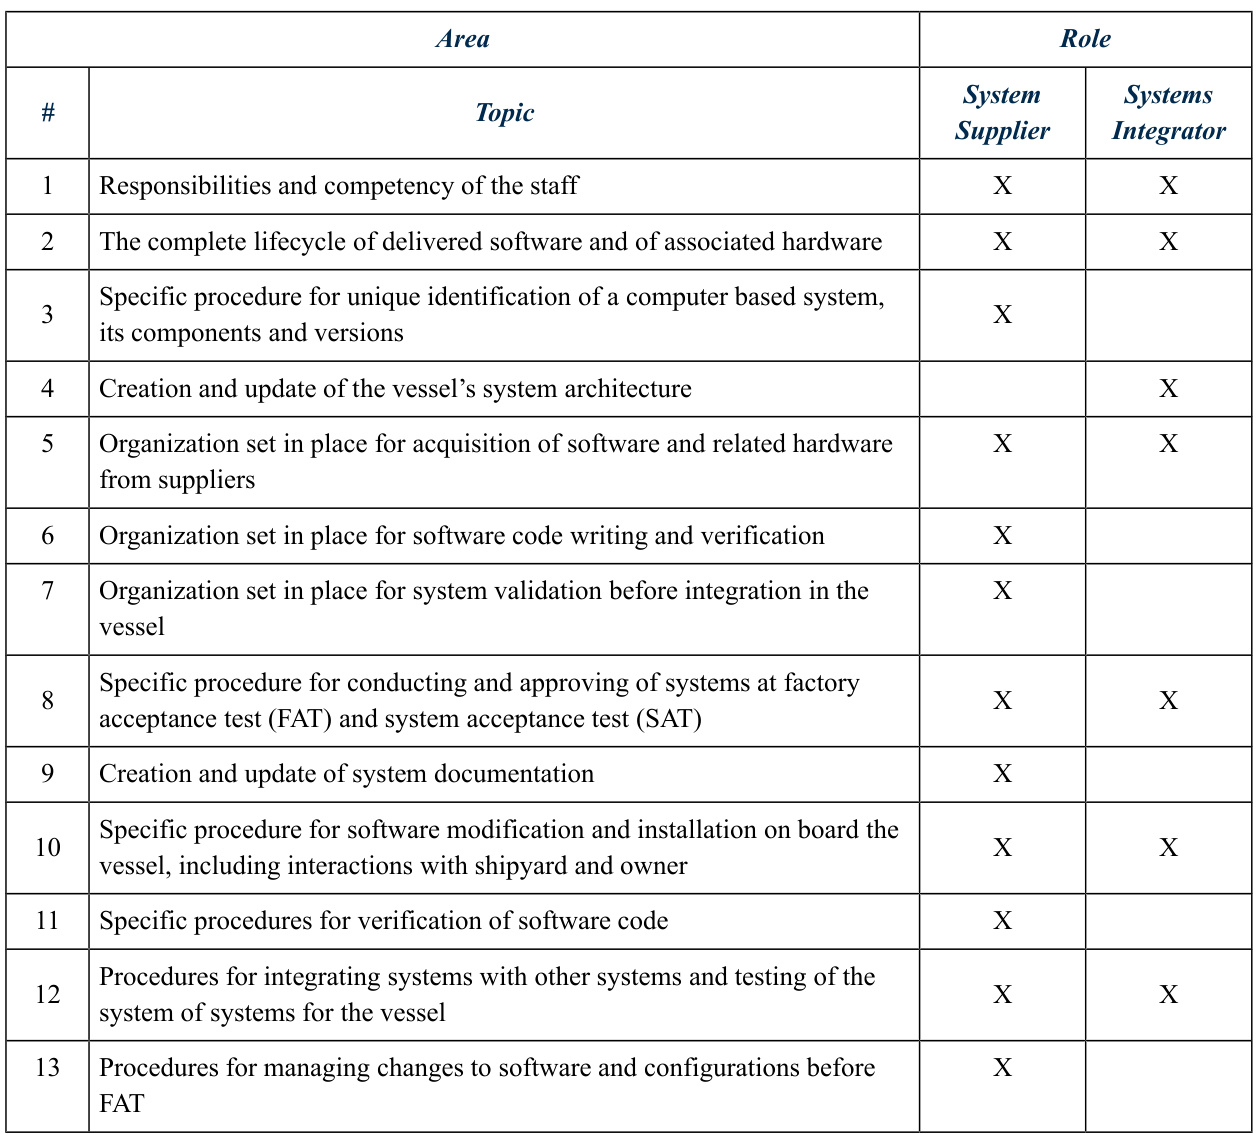 Area Role
# Topic System Supplier Systems Integrator
1 Responsibilities and competency of the staff X X
2 The complete lifecycle of delivered software and of associated hardware X X
3 Specific procedure for unique identification of a computer based system,
its components and versions X
4 Creation and update of the vessel’s system architecture X
5 Organization set in place for acquisition of software and related hardware X X
from suppliers
6 Organization set in place for software code writing and verification X
7 Organization set in place for system validation before integration in the X
vessel
8 Specific procedure for conducting and approving of systems at factory
acceptance test (FAT) and system acceptance test (SAT) X X
9 Creation and update of system documentation X
10 Specific procedure for software modification and installation on board the
vessel, including interactions with shipyard and owner X X
11 Specific procedures for verification of software code X
12 Procedures for integrating systems with other systems and testing of the
system of systems for the vessel X X
13 Procedures for managing changes to software and configurations before X
FAT